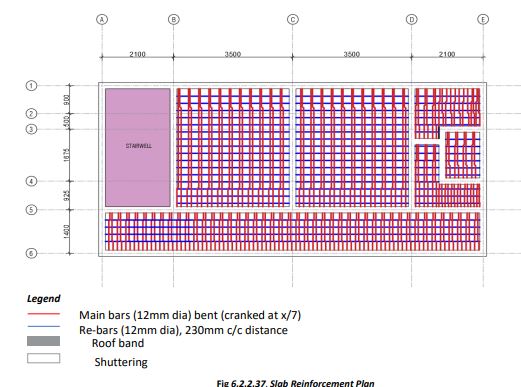 A B C D E
2100 3500 3500 2100
1
900
2
500
3
1675
STAIRWELL
4
925
5
1400
6
Legend
Main bars (12mm dia) bent (cranked at x/7)
Re-bars (12mm dia), 230mm c/c distance
Roof band
Shuttering
Fig 6.2.2.37. Slab Reinforcement Plan